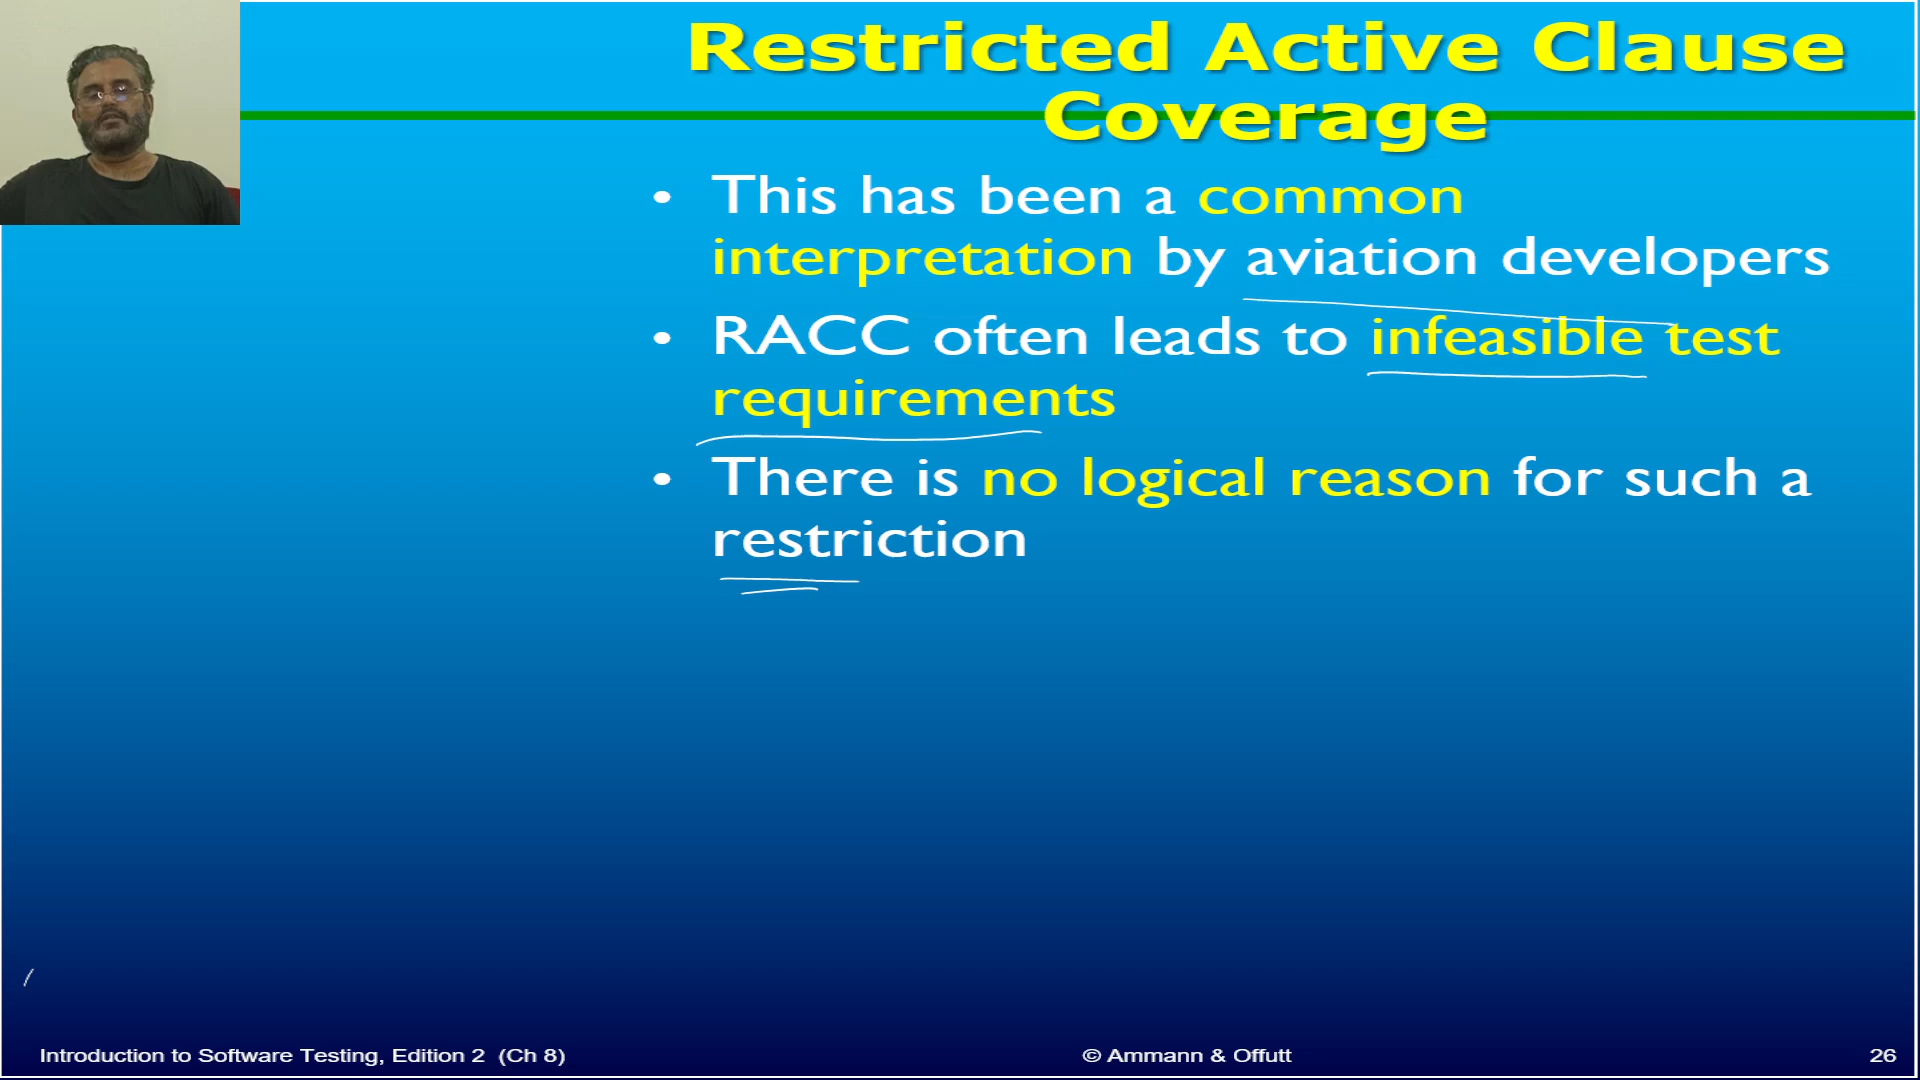 Restricted Active Clause
Coverage
• This has been a common
interpretation by aviation developers
• RACC often leads to infeasible test
requirements
• There is no logical reason for such a
restriction
Introduction to Software Testing, Edition 2 (Ch 8)
© Ammann & Offutt
26